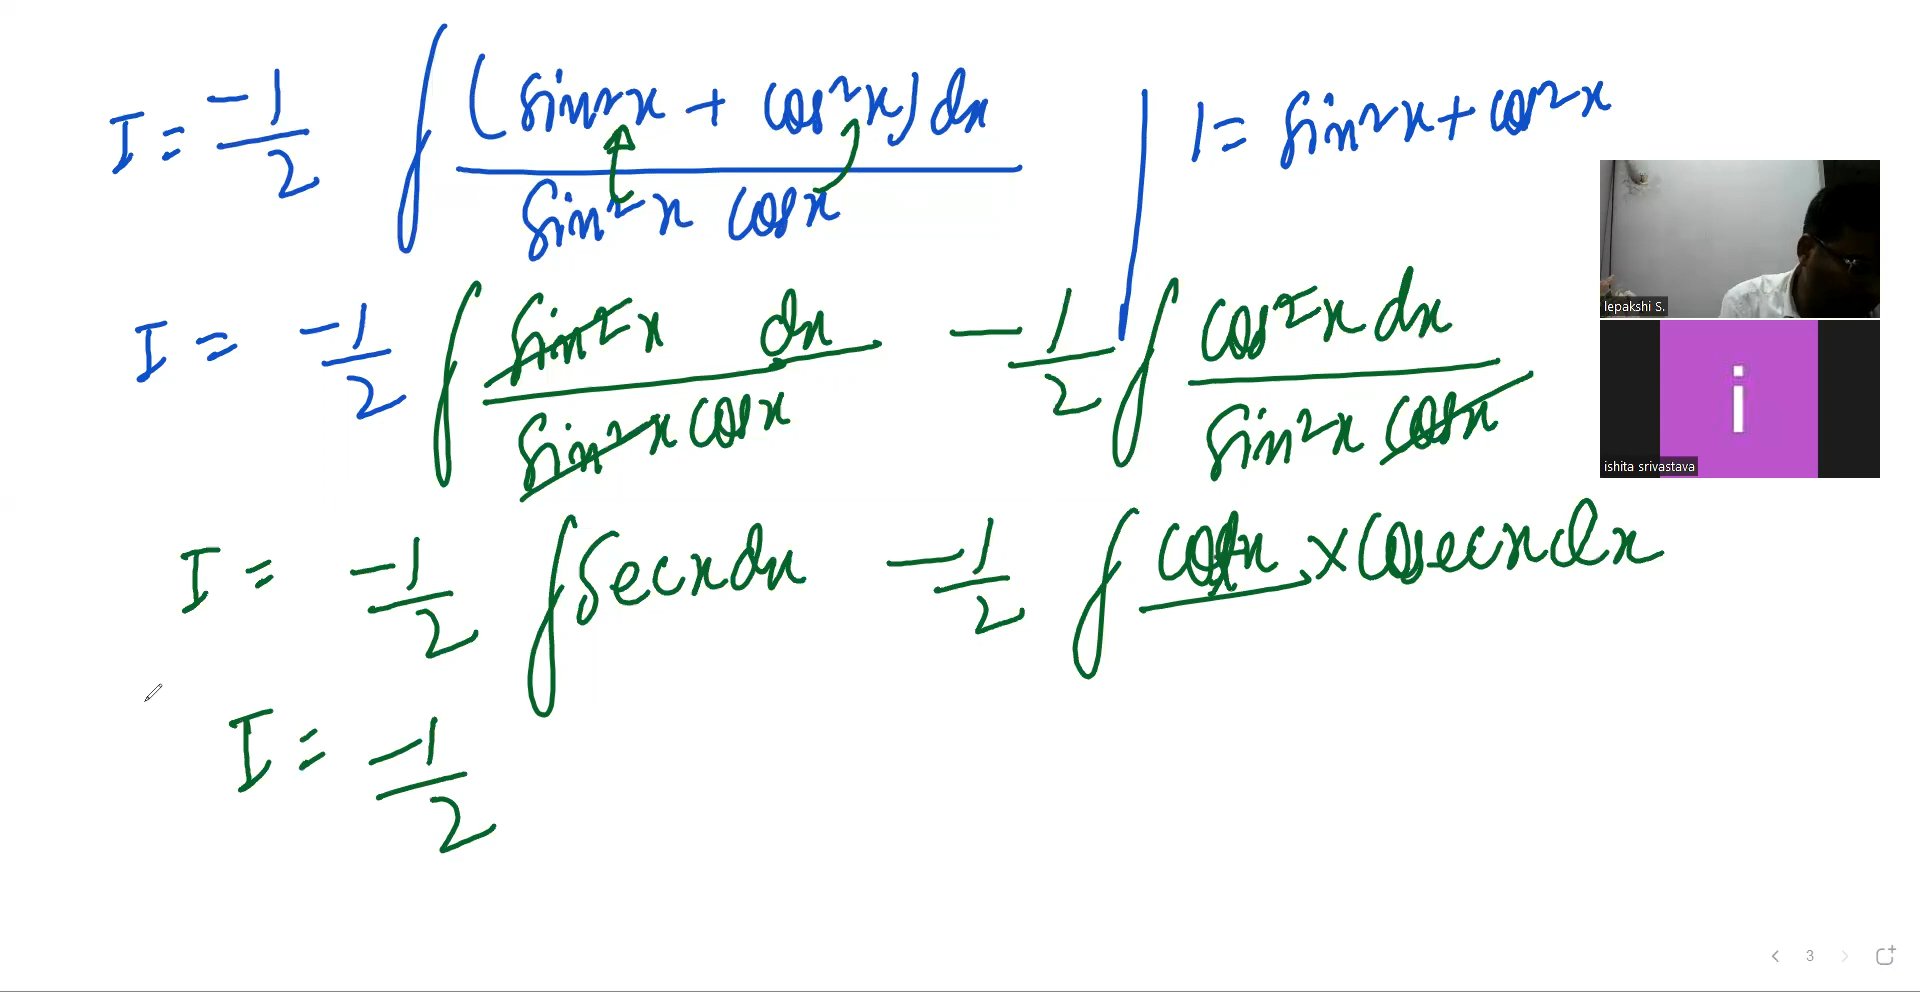 I = -1/2 ∫ (sin²x + cos²x) dx / sin²x cosx | 1 = sin²x + cos²x
lepakshi S.
I = -1/2 ∫ sin²x dx / sin²x cosx - 1/2 ∫ cos²x dx / sin²x cosx
i
ishita srivastava
I = -1/2 ∫ secx dx - 1/2 ∫ cotx × cosecx dx
I = -1/2
3